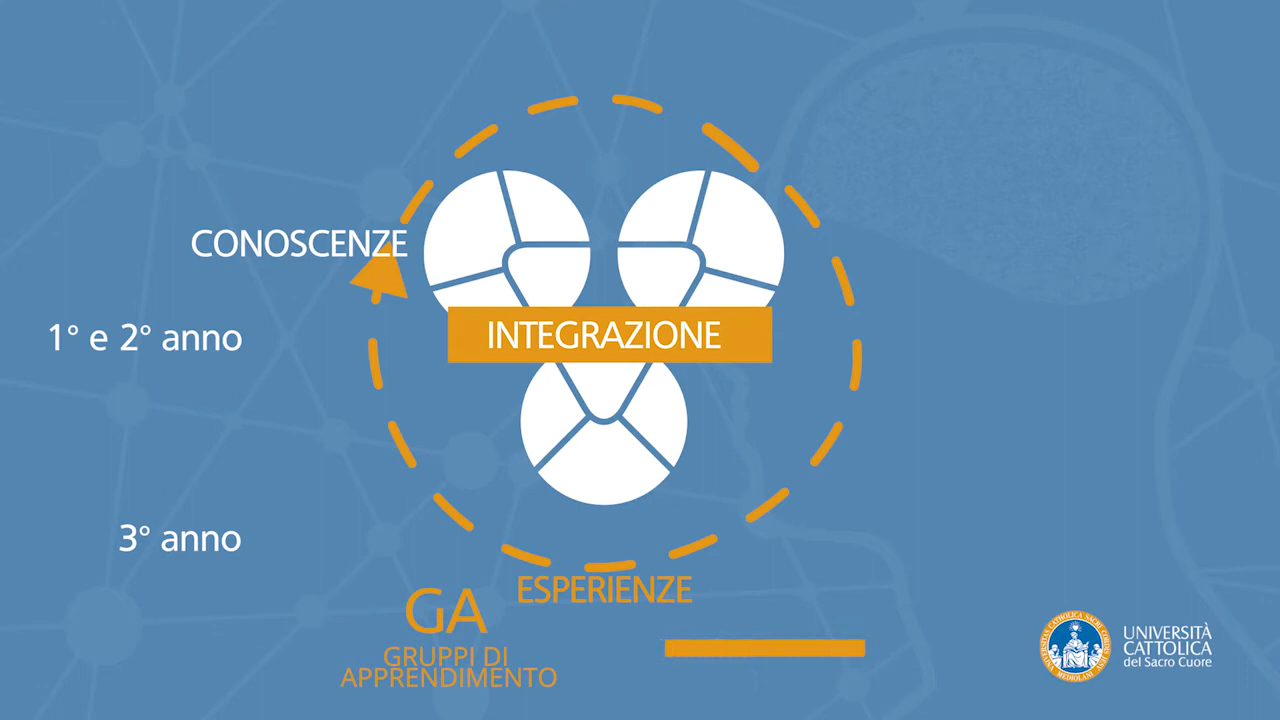 CONOSCENZE
1° e 2° anno
INTEGRAZIONE
3° anno
ESPERIENZE
GA
GRUPPI DI
APPRENDIMENTO
UNIVERSITÀ
CATTOLICA
del Sacro Cuore